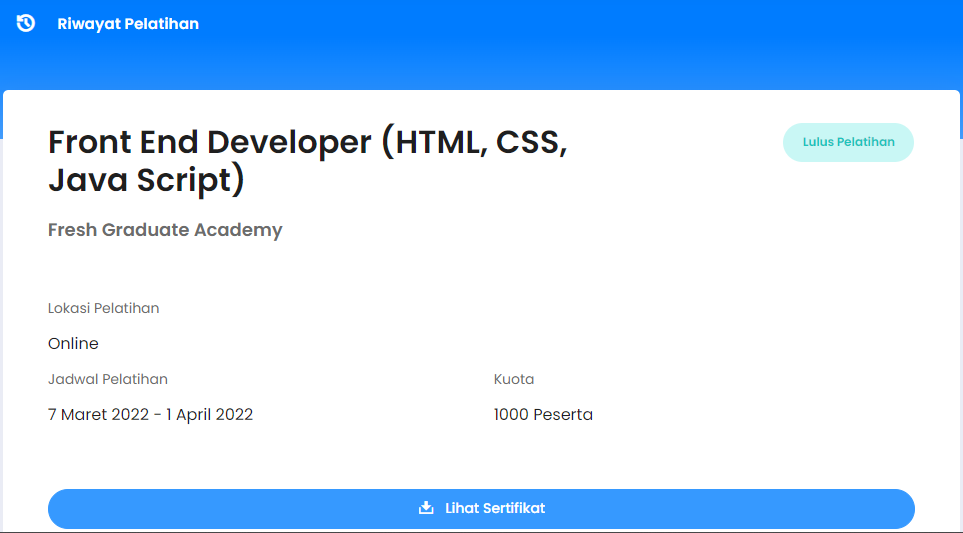 Riwayat Pelatihan
Front End Developer (HTML, CSS,
Java Script)
Lulus Pelatihan
Fresh Graduate Academy
Lokasi Pelatihan
Online
Jadwal Pelatihan
7 Maret 2022 - 1 April 2022
Kuota
1000 Peserta
Lihat Sertifikat